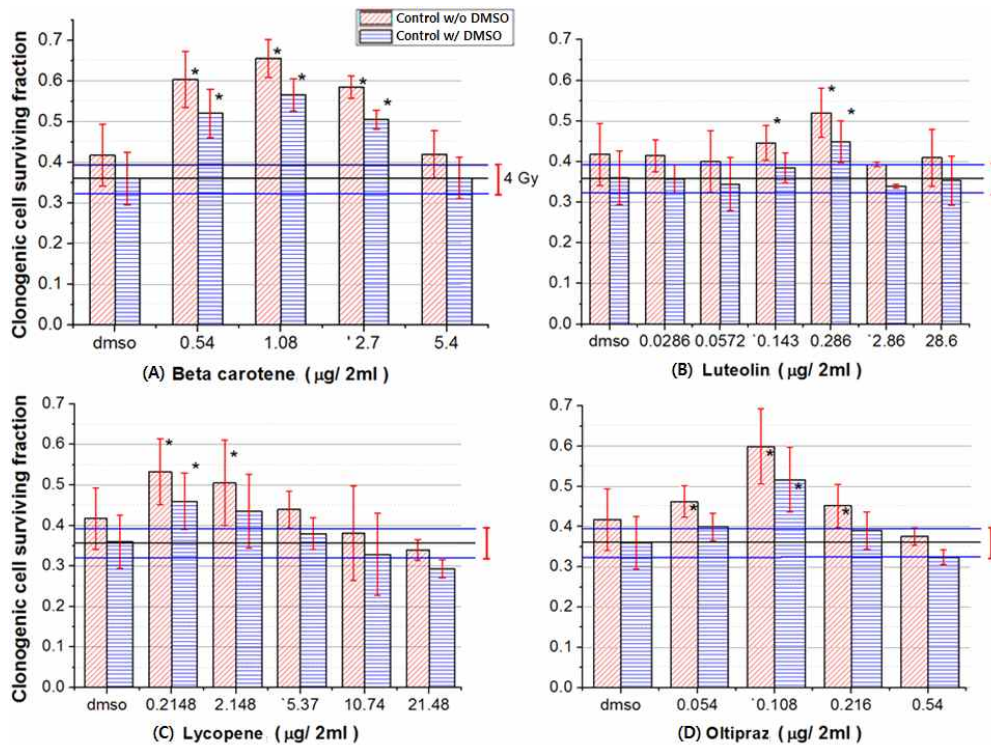 Control w/o DMSO
Control w/ DMSO
Clonogenic cell surviving fraction
0.7
0.6
0.5
0.4
0.3
0.2
0.1
0.0
* * * * * *
4 Gy
dmso 0.54 1.08 `2.7 5.4
(A) Beta carotene ( μg/ 2ml )
0.7
0.6
0.5
0.4
0.3
0.2
0.1
0.0
* * *
dmso 0.0286 0.0572 `0.143 0.286 `2.86 28.6
(B) Luteolin ( μg/ 2ml )
Clonogenic cell surviving fraction
0.7
0.6
0.5
0.4
0.3
0.2
0.1
0.0
* * *
dmso 0.2148 2.148 `5.37 10.74 21.48
(C) Lycopene ( μg/ 2ml )
0.7
0.6
0.5
0.4
0.3
0.2
0.1
0.0
* * * *
dmso 0.054 `0.108 0.216 0.54
(D) Oltipraz ( μg/ 2ml )